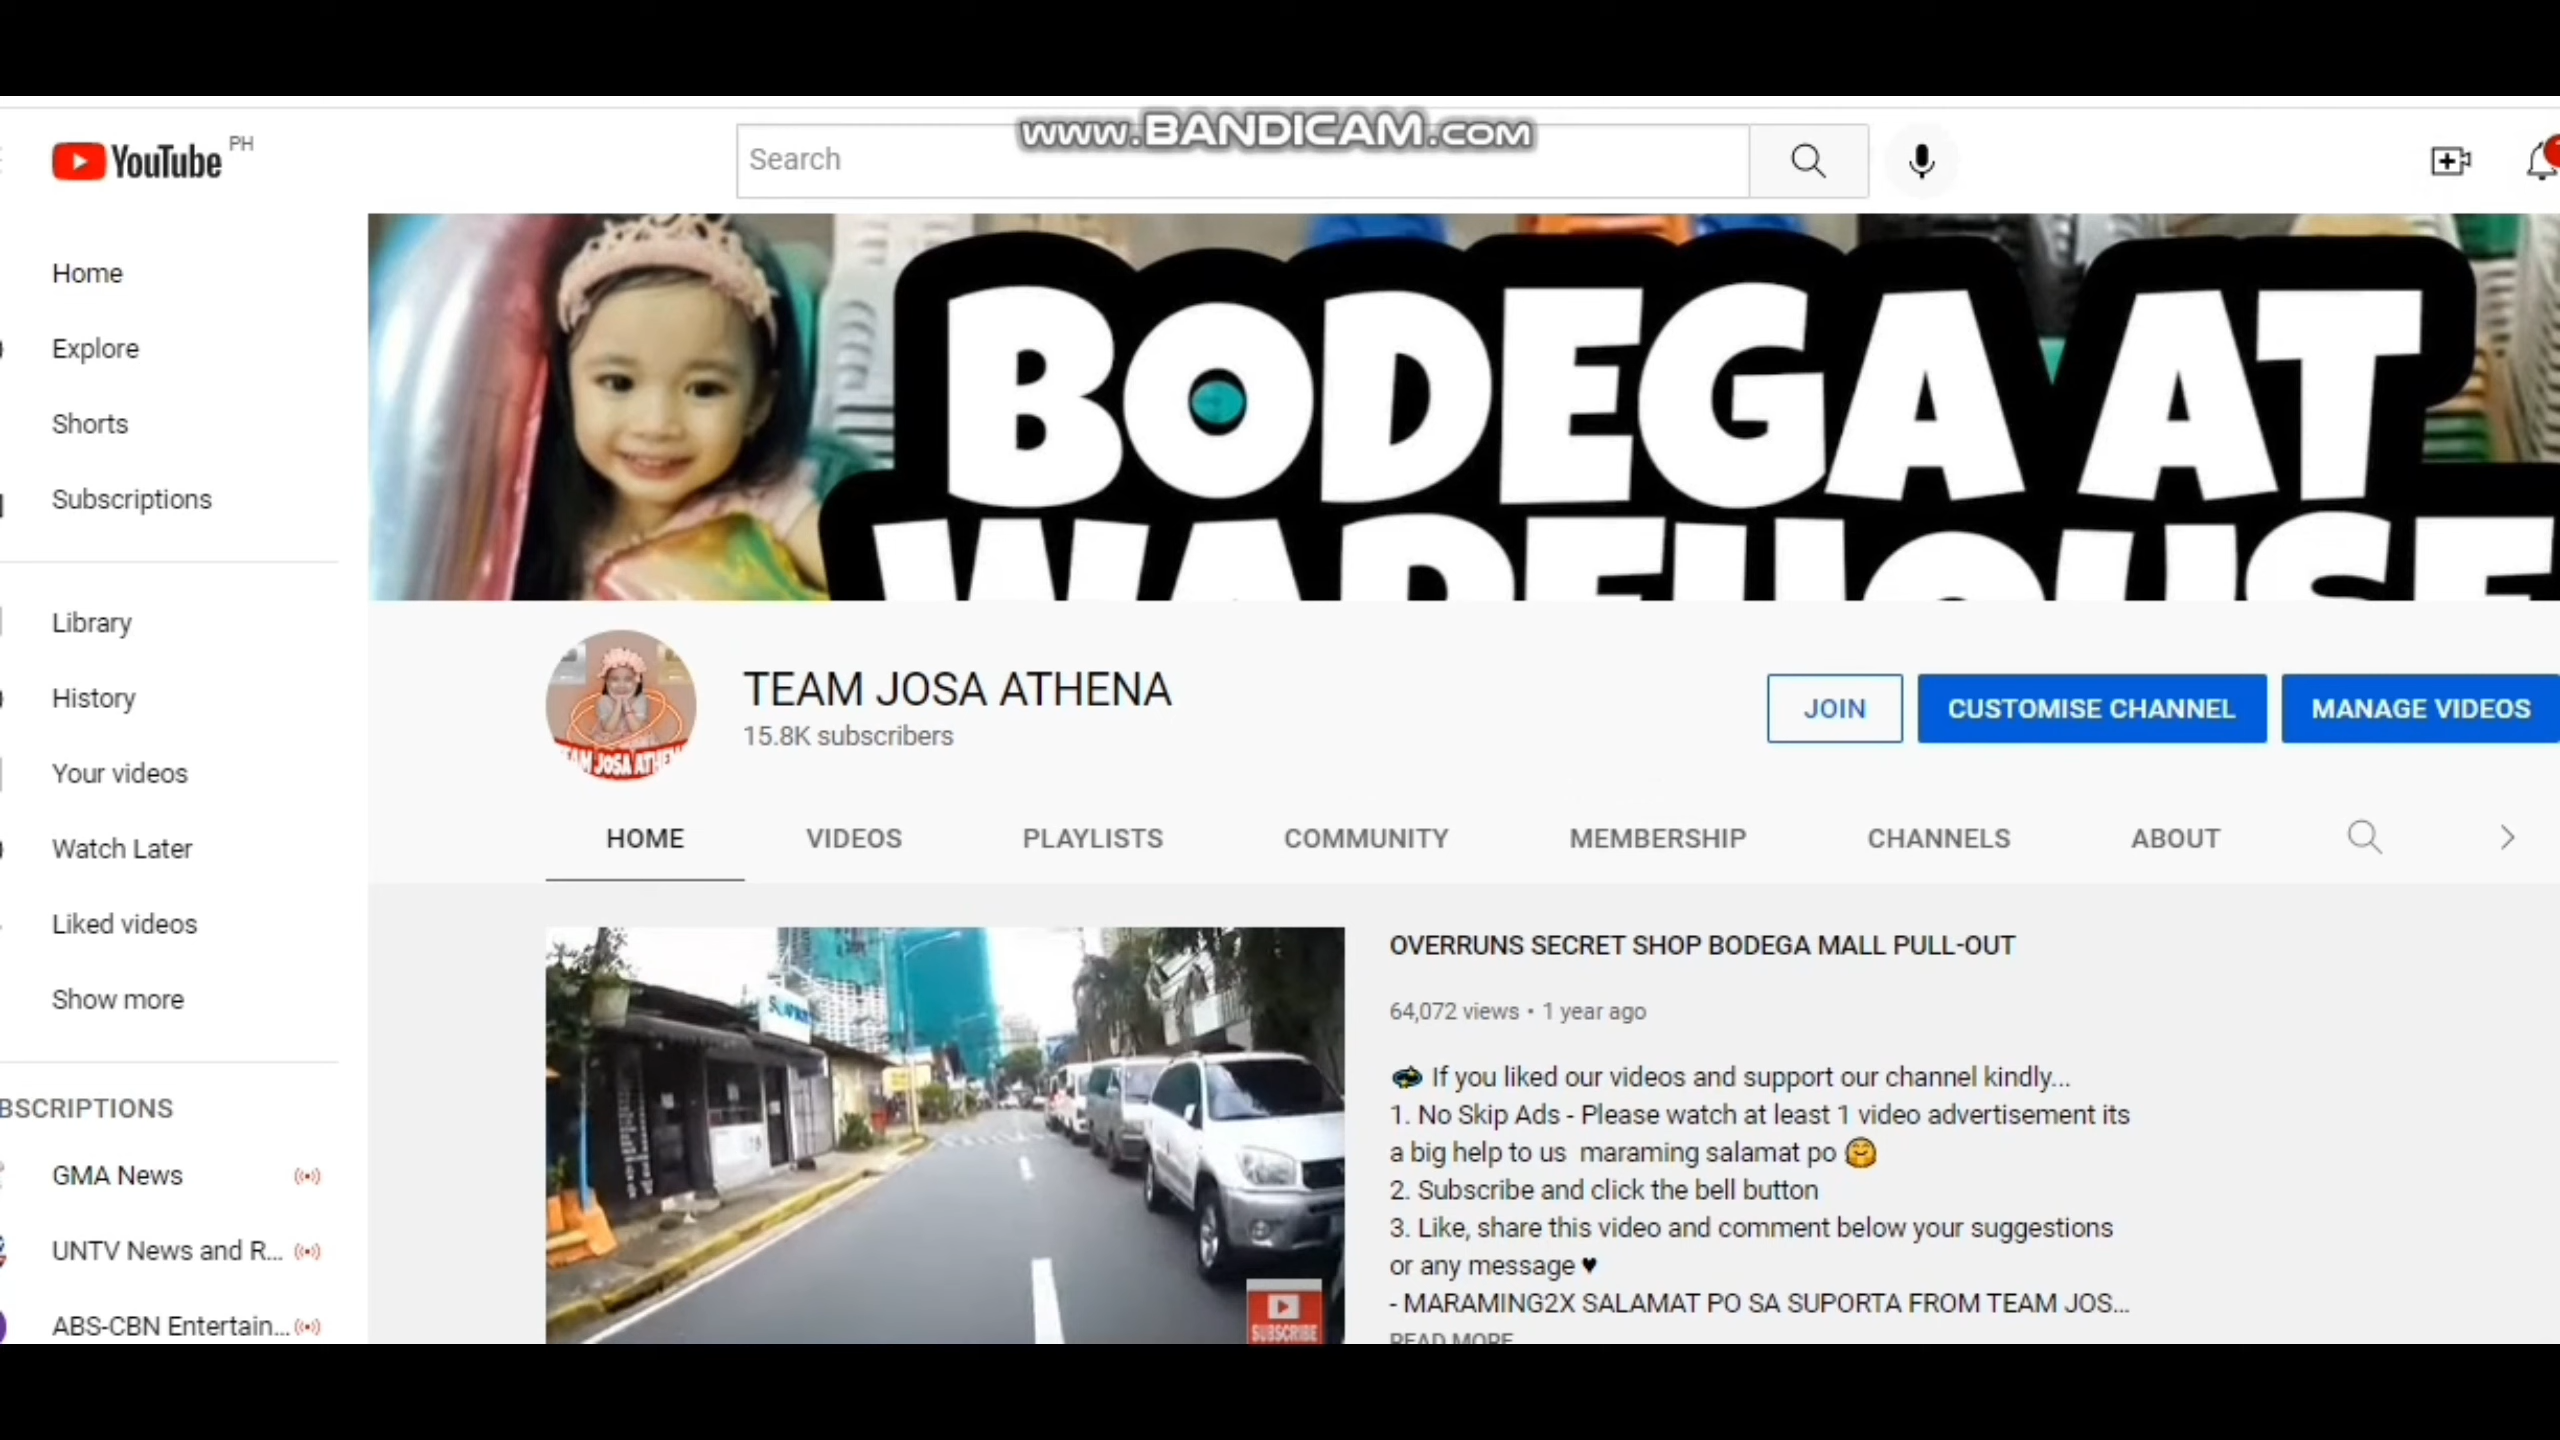 www.BANDICAM.com
YouTube PH
Search
Home
Explore
Shorts
Subscriptions
Library
History
Your videos
Watch Later
Liked videos
Show more
BSCRIPTIONS
GMA News
UNTV News and R...
ABS-CBN Entertain...
BODEGA AT
WAREHOUSE
TEAM JOSA ATHENA
15.8K subscribers
JOIN
CUSTOMISE CHANNEL
MANAGE VIDEOS
HOME
VIDEOS
PLAYLISTS
COMMUNITY
MEMBERSHIP
CHANNELS
ABOUT
SUBSCRIBE
OVERRUNS SECRET SHOP BODEGA MALL PULL-OUT
64,072 views • 1 year ago
If you liked our videos and support our channel kindly...
1. No Skip Ads - Please watch at least 1 video advertisement its
a big help to us maraming salamat po 🤗
2. Subscribe and click the bell button
3. Like, share this video and comment below your suggestions
or any message ♥
- MARAMING2X SALAMAT PO SA SUPORTA FROM TEAM JOS...
READ MORE